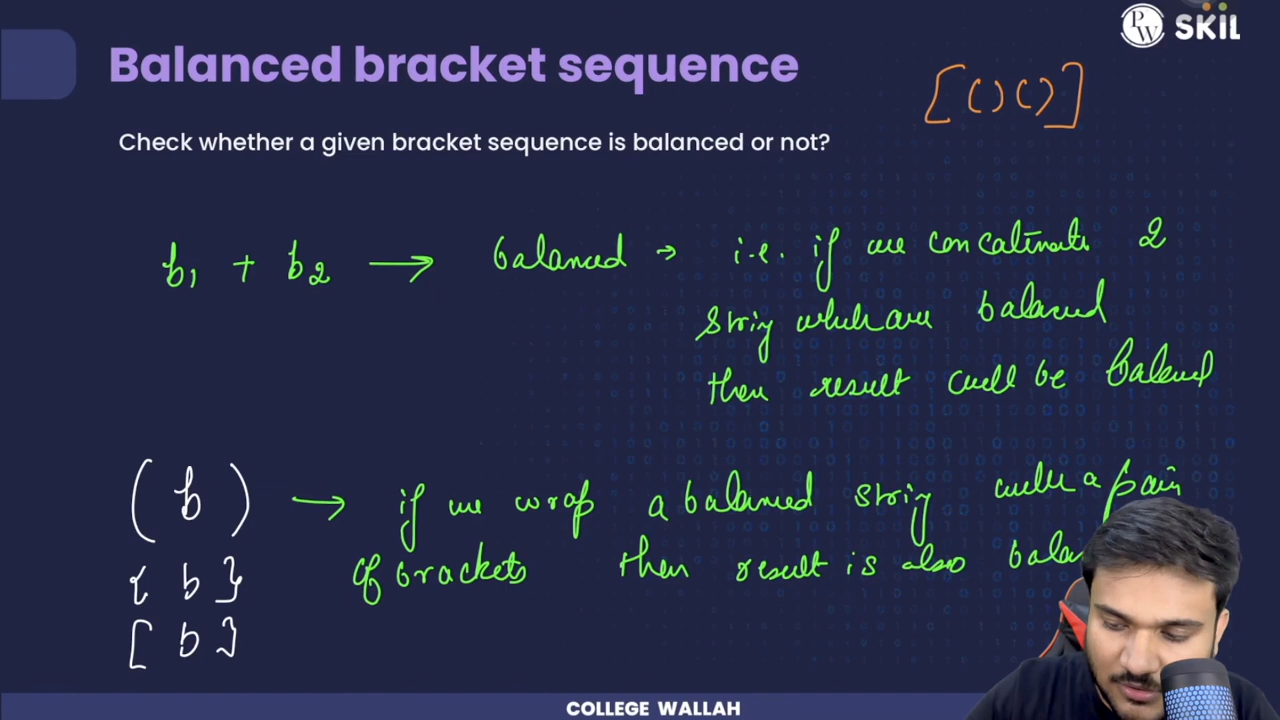 PW SKIL
Balanced bracket sequence
[()()]
Check whether a given bracket sequence is balanced or not?
b1 + b2 → balanced → i.e. if we concatinate 2
string which are balanced
then result will be balanced
(b) → if we wrap a balanced string with a pair
of brackets then result is also
{b}
[b]
COLLEGE WALLAH